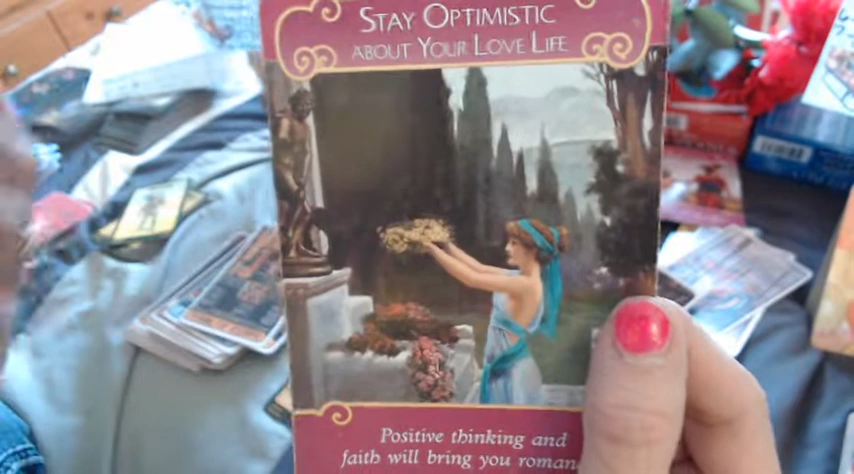 STAY OPTIMISTIC
ABOUT YOUR LOVE LIFE
Positive thinking and
faith will bring you